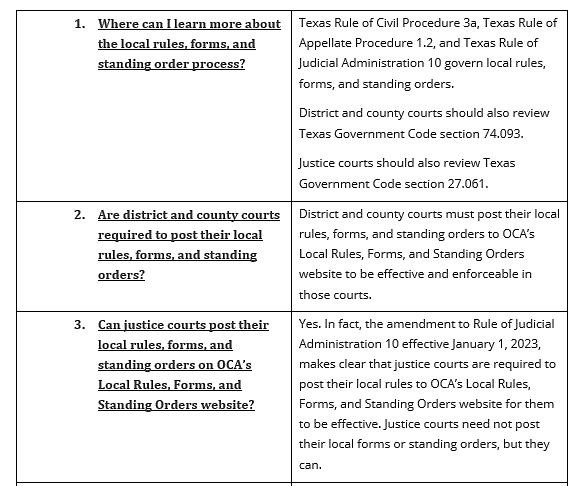 1. Where can I learn more about
the local rules, forms, and
standing order process?
Texas Rule of Civil Procedure 3a, Texas Rule of
Appellate Procedure 1.2, and Texas Rule of
Judicial Administration 10 govern local rules,
forms, and standing orders.
District and county courts should also review
Texas Government Code section 74.093.
Justice courts should also review Texas
Government Code section 27.061.
2. Are district and county courts
required to post their local
rules, forms, and standing
orders?
District and county courts must post their local
rules, forms, and standing orders to OCA’s
Local Rules, Forms, and Standing Orders
website to be effective and enforceable in
those courts.
3. Can justice courts post their
local rules, forms, and
standing orders on OCA’s
Local Rules, Forms, and
Standing Orders website?
Yes. In fact, the amendment to Rule of Judicial
Administration 10 effective January 1, 2023,
makes clear that justice courts are required to
post their local rules to OCA’s Local Rules,
Forms, and Standing Orders website for them
to be effective. Justice courts need not post
their local forms or standing orders, but they
can.